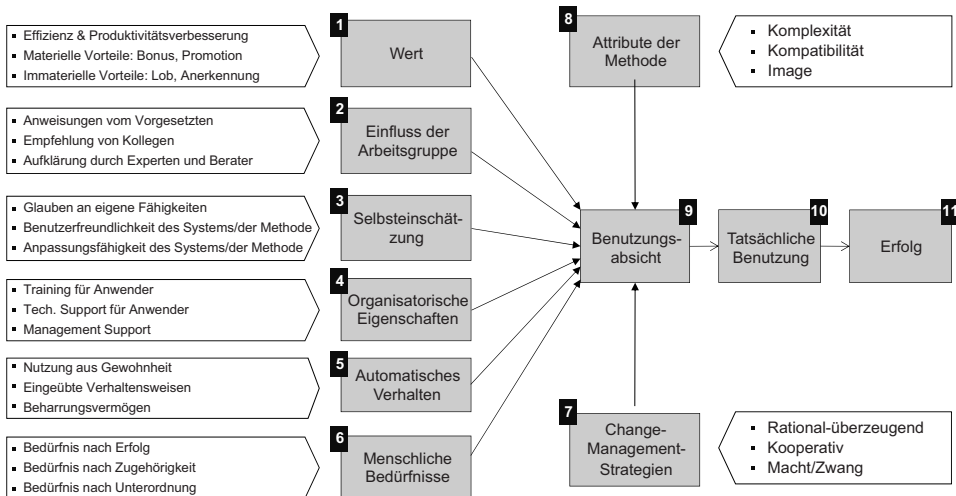 ▪ Effizienz & Produktivitätsverbesserung
▪ Materielle Vorteile: Bonus, Promotion
▪ Immaterielle Vorteile: Lob, Anerkennung
1
Wert
8
Attribute der
Methode
▪ Komplexität
▪ Kompatibilität
▪ Image
▪ Anweisungen vom Vorgesetzten
▪ Empfehlung von Kollegen
▪ Aufklärung durch Experten und Berater
2
Einfluss der
Arbeitsgruppe
▪ Glauben an eigene Fähigkeiten
▪ Benutzerfreundlichkeit des Systems/der Methode
▪ Anpassungsfähigkeit des Systems/der Methode
3
Selbsteinschät-
zung
9
Benutzungs-
absicht
10
Tatsächliche
Benutzung
11
Erfolg
▪ Training für Anwender
▪ Tech. Support für Anwender
▪ Management Support
4
Organisatorische
Eigenschaften
▪ Nutzung aus Gewohnheit
▪ Eingeübte Verhaltensweisen
▪ Beharrungsvermögen
5
Automatisches
Verhalten
▪ Bedürfnis nach Erfolg
▪ Bedürfnis nach Zugehörigkeit
▪ Bedürfnis nach Unterordnung
6
Menschliche
Bedürfnisse
7
Change-
Management-
Strategien
▪ Rational-überzeugend
▪ Kooperativ
▪ Macht/Zwang